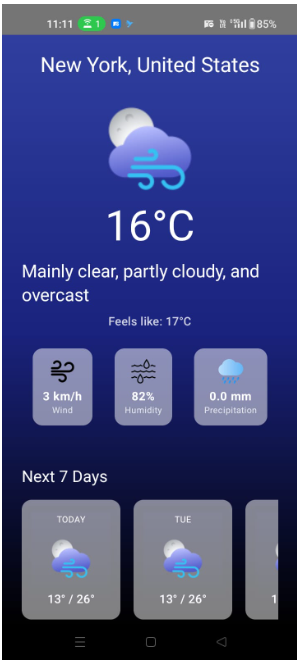 11:11 1 85%
New York, United States
16°C
Mainly clear, partly cloudy, and
overcast
Feels like: 17°C
3 km/h 82% 0.0 mm
Wind Humidity Precipitation
Next 7 Days
TODAY TUE
13° / 26° 13° / 26° 1